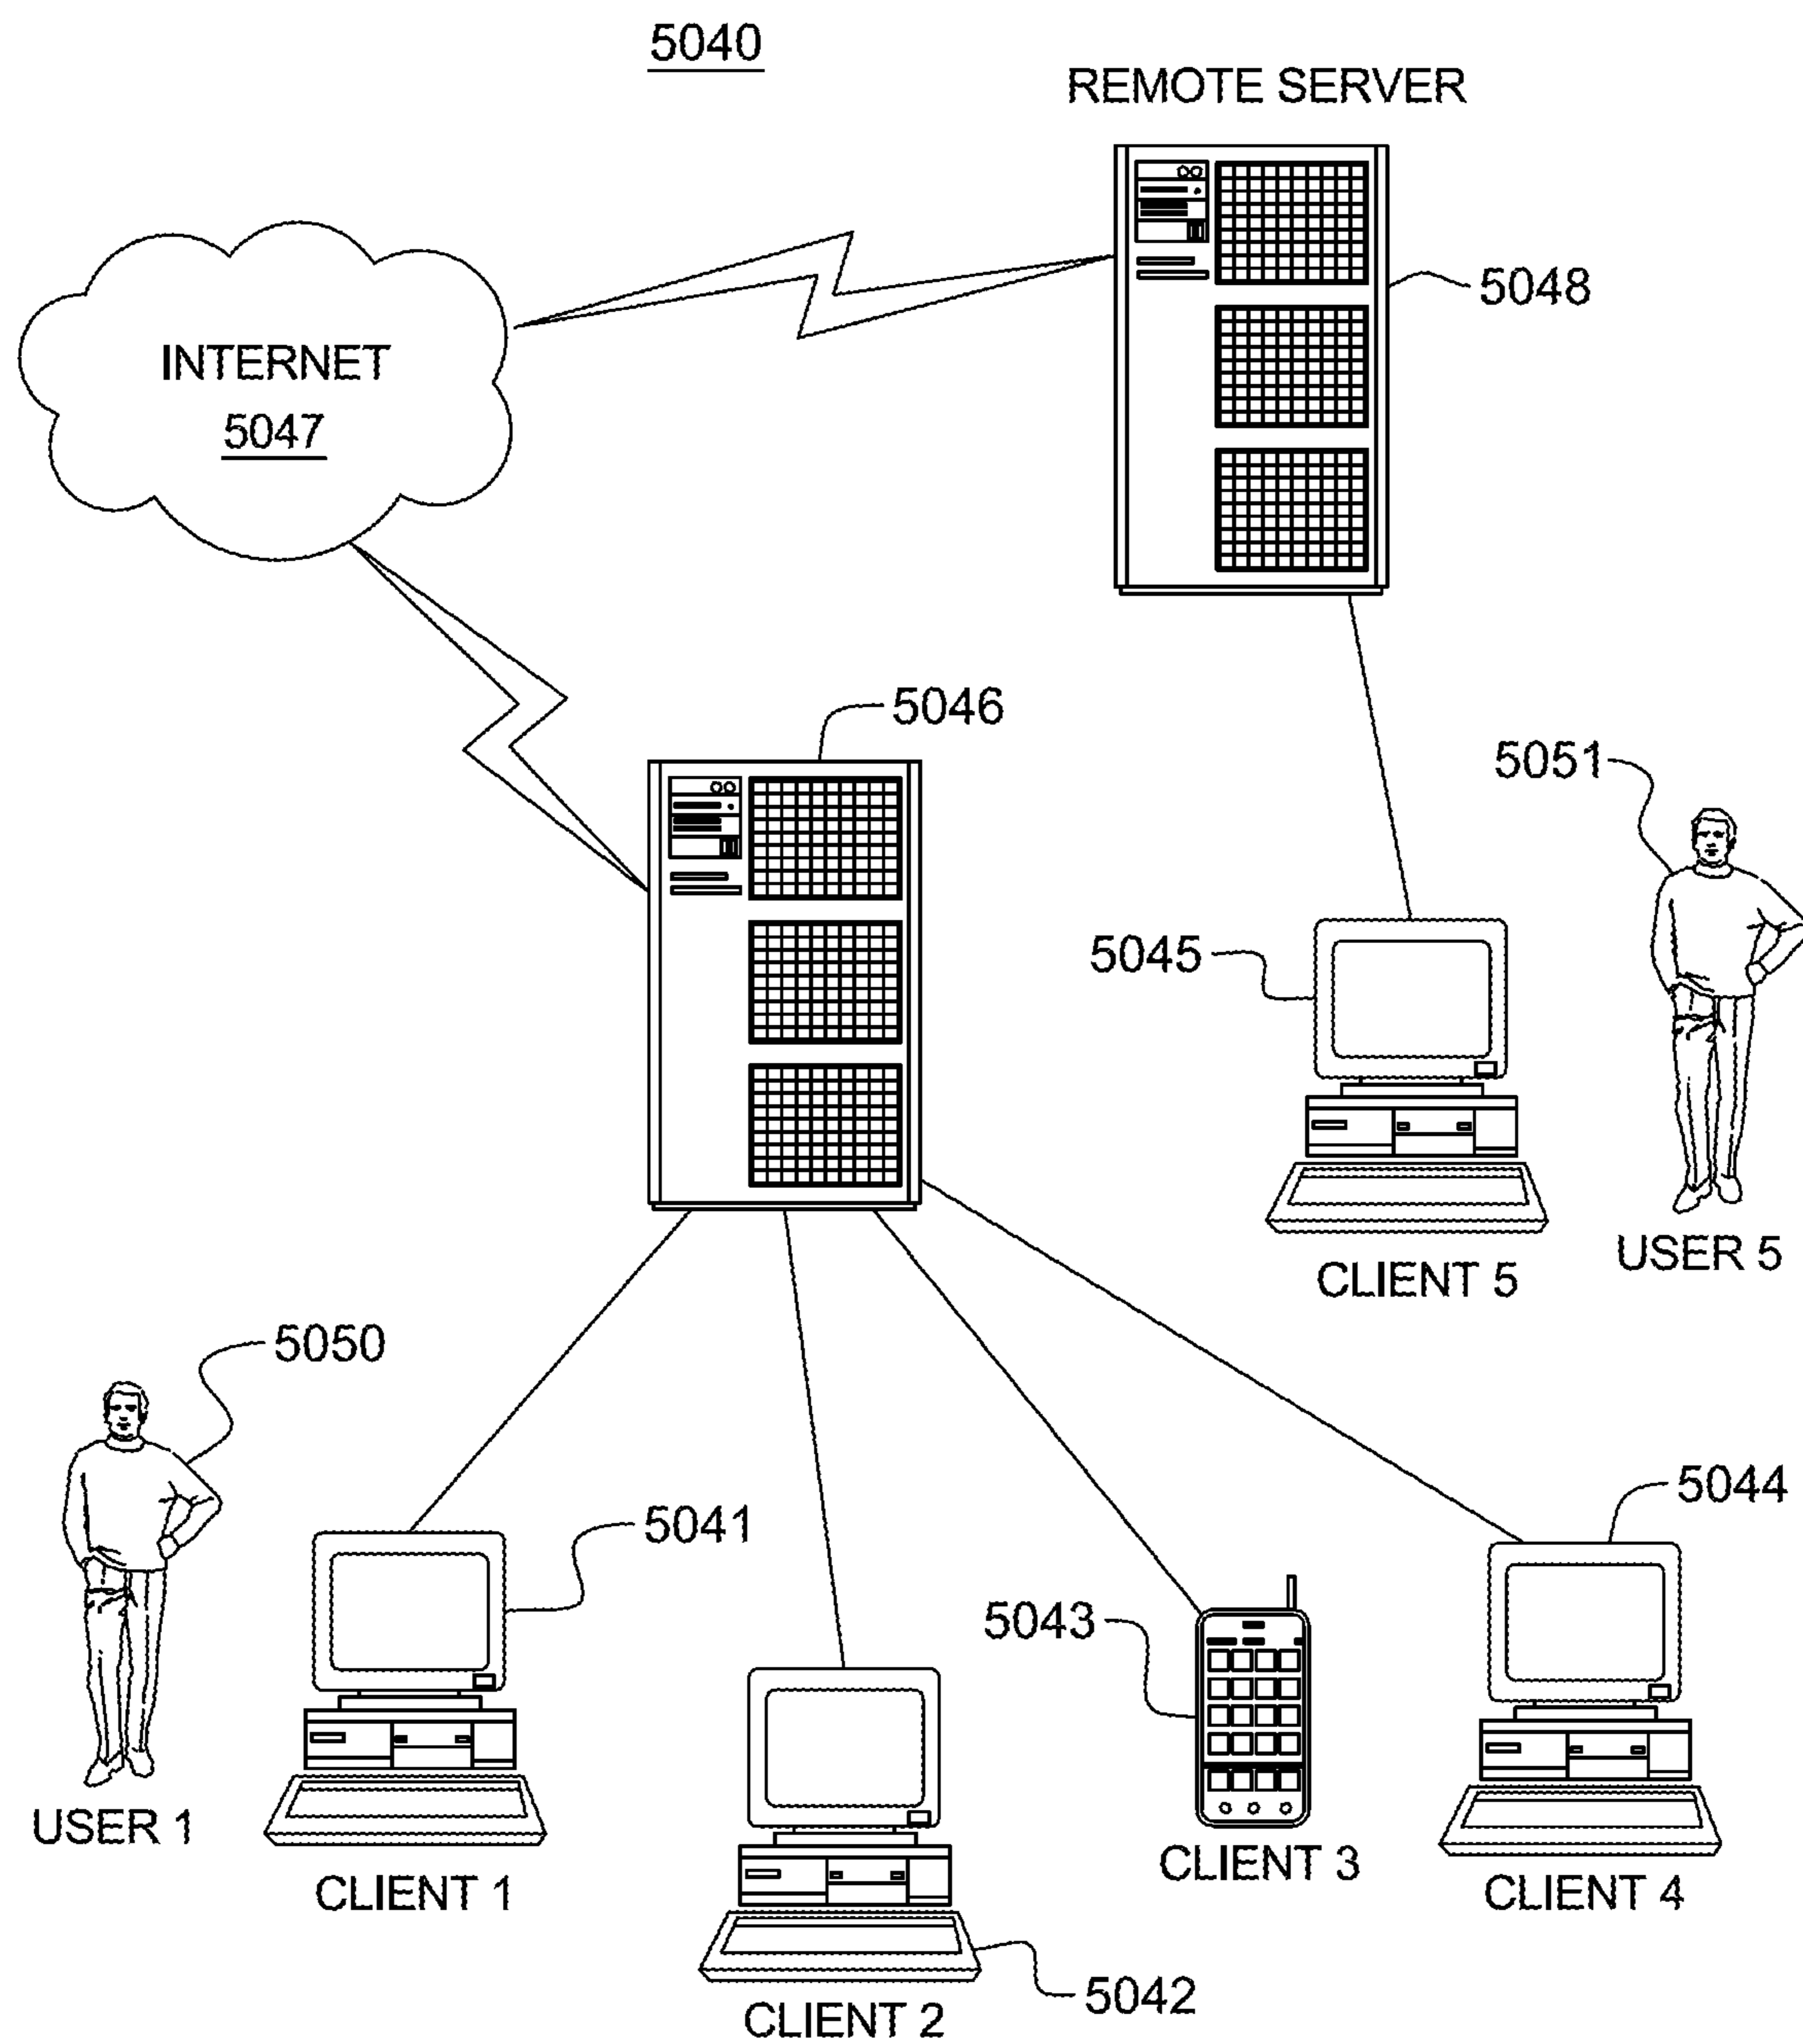 5040
REMOTE SERVER
5048
INTERNET
5047
5046
5051
5045
USER 5
CLIENT 5
5050
5044
5041
5043
USER 1
CLIENT 3
CLIENT 1
CLIENT 4
5042
CLIENT 2